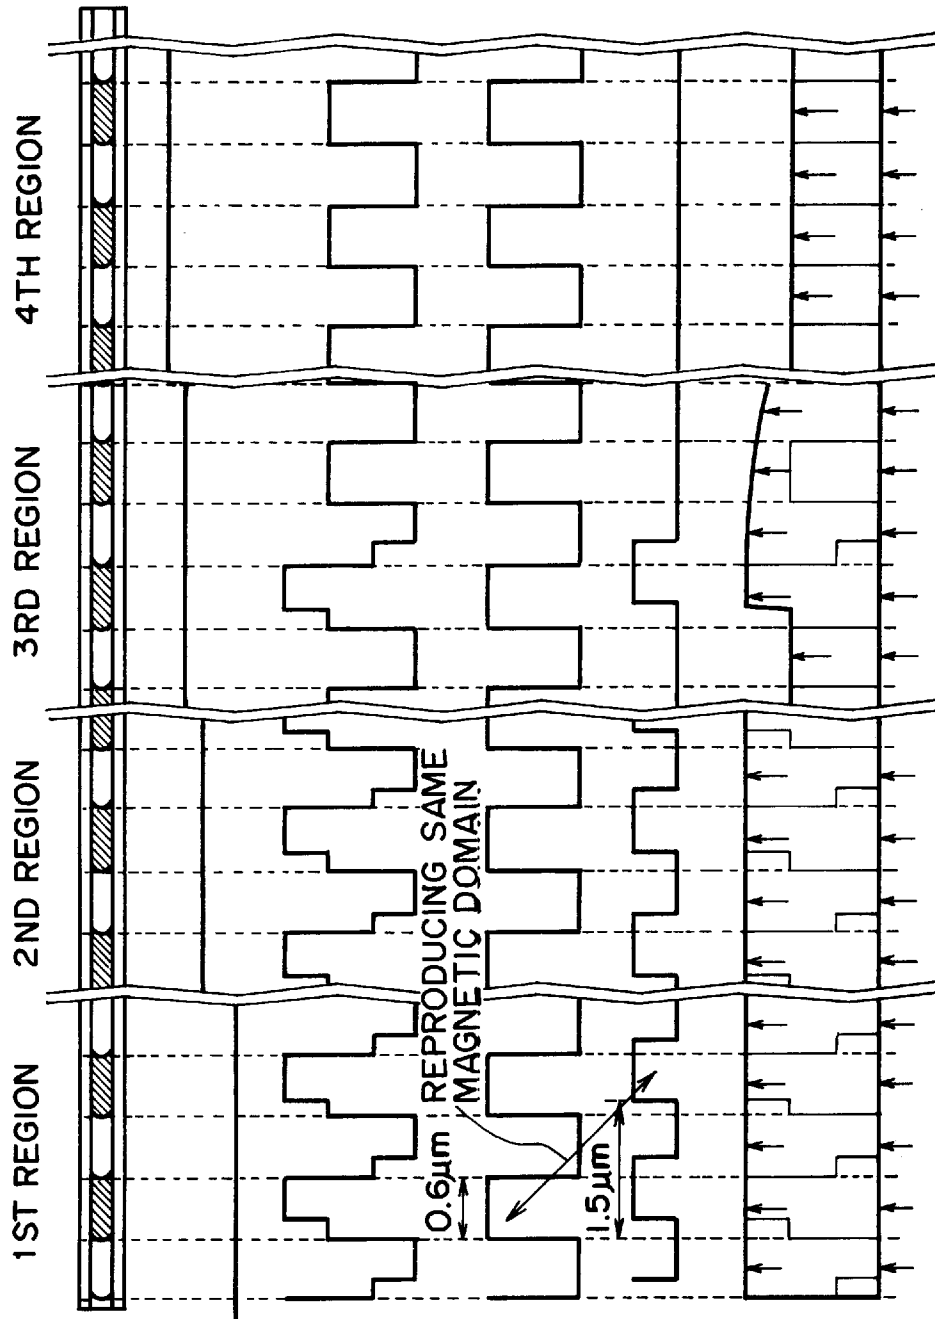 1ST REGION
2ND REGION
3RD REGION
4TH REGION
REPRODUCING SAME
MAGNETIC DOMAIN
0.6μm
1.5μm